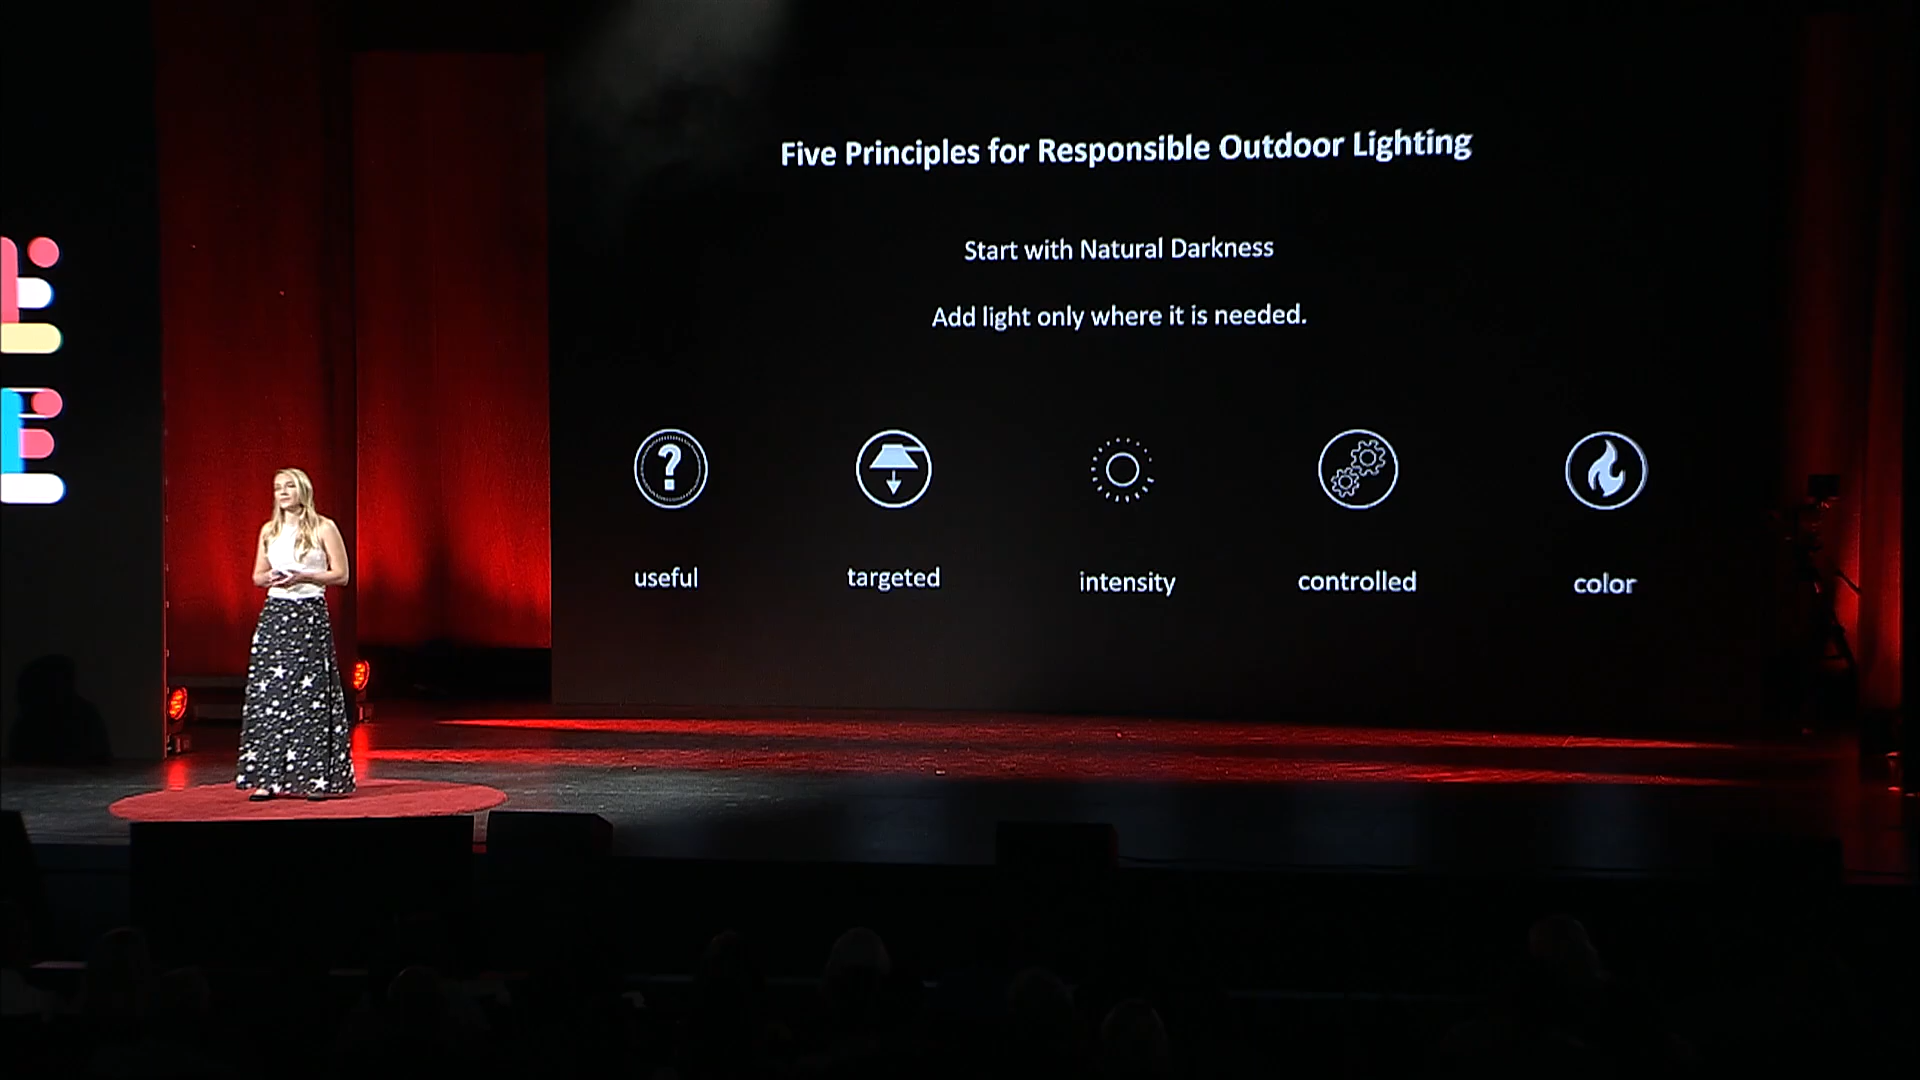 Five Principles for Responsible Outdoor Lighting
Start with Natural Darkness
Add light only where it is needed.
?
useful
targeted
intensity
controlled
color